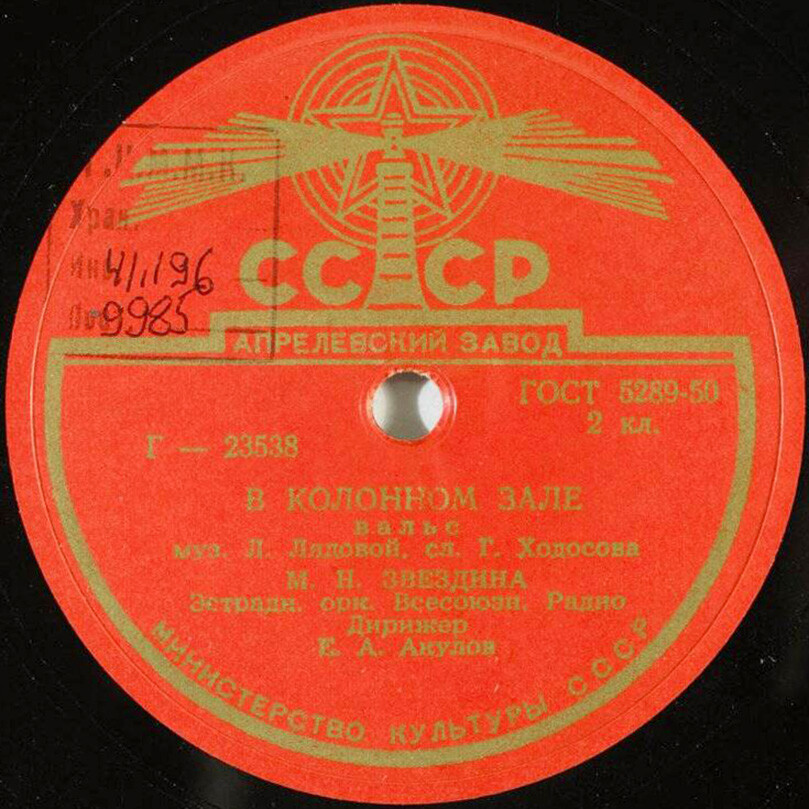 СССР
АПРЕЛЕВСКИЙ ЗАВОД
ГОСТ 5289-50
2 кл.
Г — 23538
В КОЛОННОМ ЗАЛЕ
вальс
муз. Л. Лядовой, сл. Г. Ходосова
М. Н. ЗВЕЗДИНА
Эстрадн. орк. Всесоюзн. Радио
Дирижер
Е. А. Акулов
МИНИСТЕРСТВО КУЛЬТУРЫ СССР
Хран.
9985